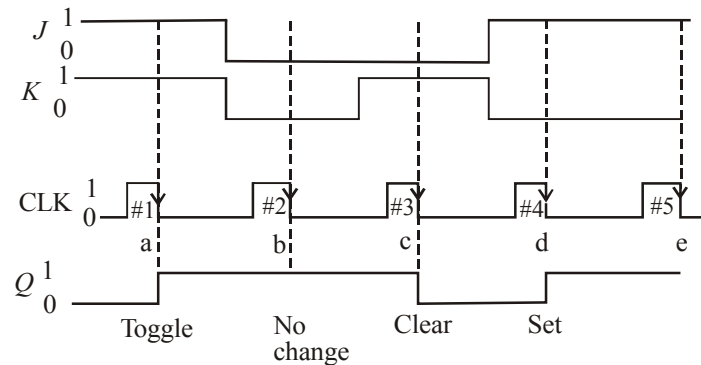 J 1
0
K 1
0
CLK 1
0
#1 #2 #3 #4 #5
a b c d e
Q 1
0
Toggle No change Clear Set